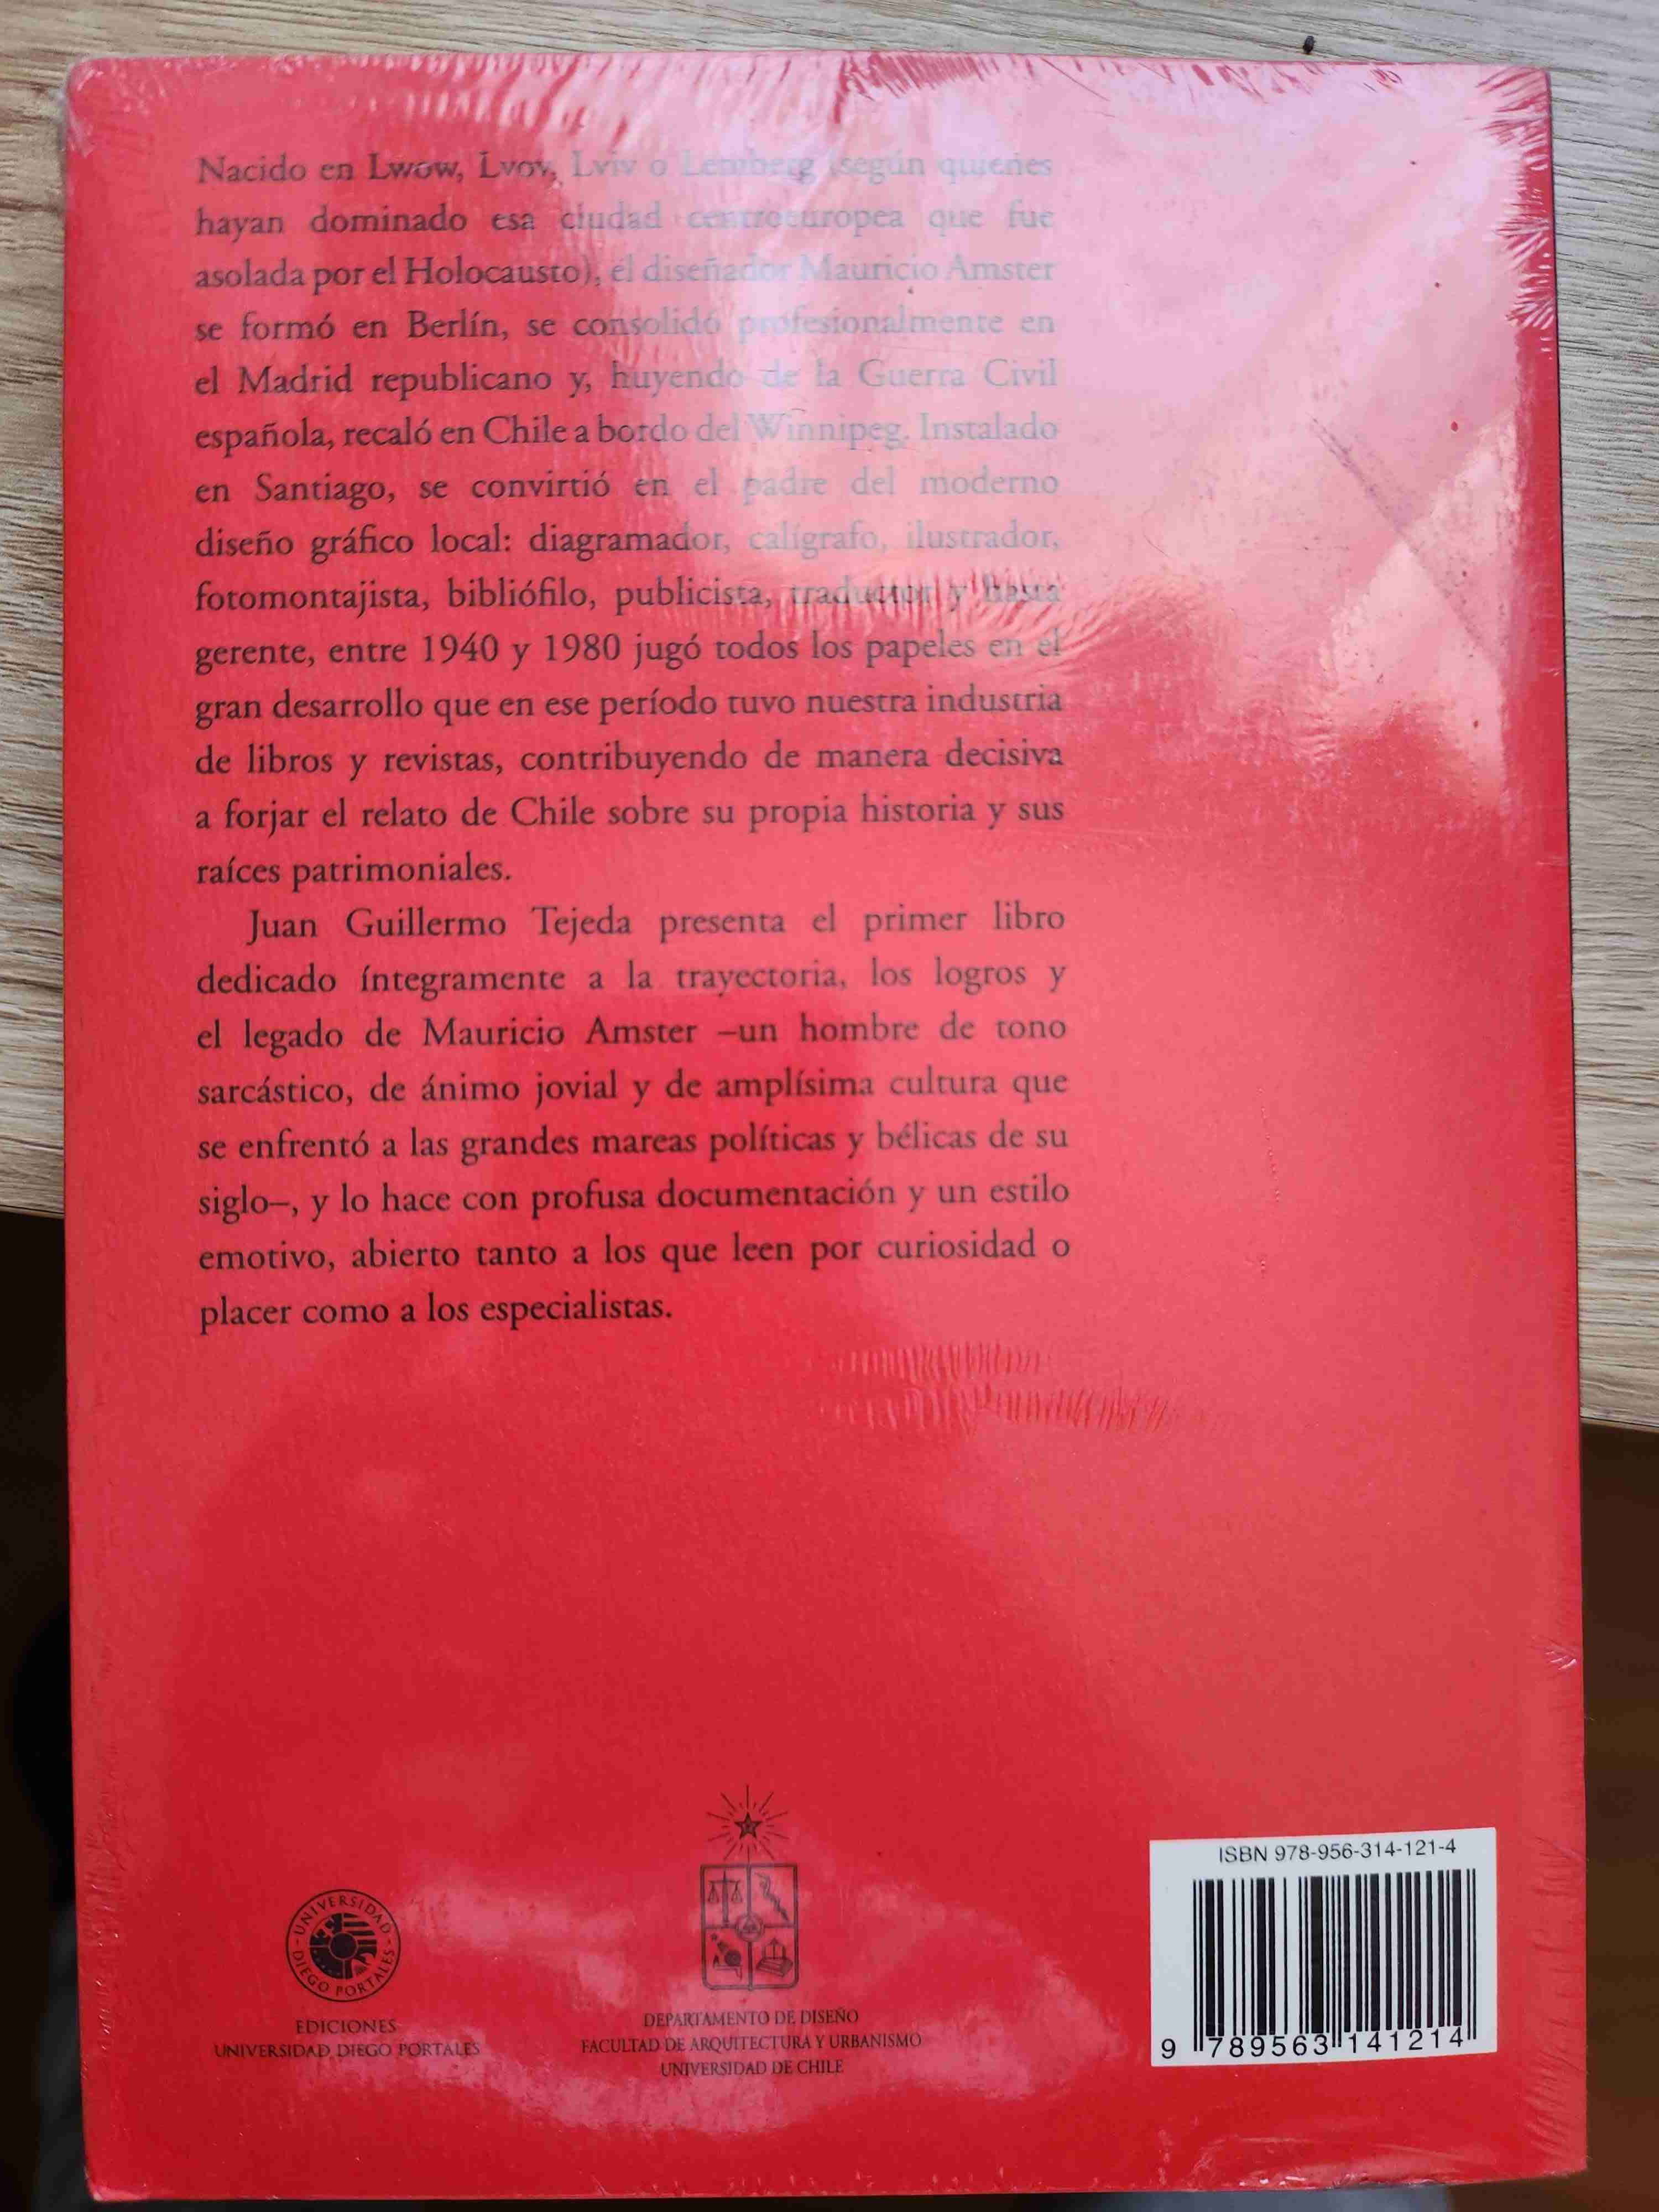 Nacido en Lwow, Lvov, Lviv o Lemberg (según quienes
hayan dominado esa ciudad centroeuropea que fue
asolada por el Holocausto), el diseñador Mauricio Amster
se formó en Berlín, se consolidó profesionalmente en
el Madrid republicano y, huyendo de la Guerra Civil
española, recaló en Chile a bordo del Winnipeg. Instalado
en Santiago, se convirtió en el padre del moderno
diseño gráfico local: diagramador, calígrafo, ilustrador,
fotomontajista, bibliófilo, publicista, traductor y hasta
gerente, entre 1940 y 1980 jugó todos los papeles en el
gran desarrollo que en ese período tuvo nuestra industria
de libros y revistas, contribuyendo de manera decisiva
a forjar el relato de Chile sobre su propia historia y sus
raíces patrimoniales.
Juan Guillermo Tejeda presenta el primer libro
dedicado íntegramente a la trayectoria, los logros y
el legado de Mauricio Amster –un hombre de tono
sarcástico, de ánimo jovial y de amplísima cultura que
se enfrentó a las grandes mareas políticas y bélicas de su
siglo–, y lo hace con profusa documentación y un estilo
emotivo, abierto tanto a los que leen por curiosidad o
placer como a los especialistas.
UNIVERSIDAD DIEGO PORTALES
EDICIONES
UNIVERSIDAD DIEGO PORTALES
DEPARTAMENTO DE DISEÑO
FACULTAD DE ARQUITECTURA Y URBANISMO
UNIVERSIDAD DE CHILE
ISBN 978-956-314-121-4
9 789563 141214